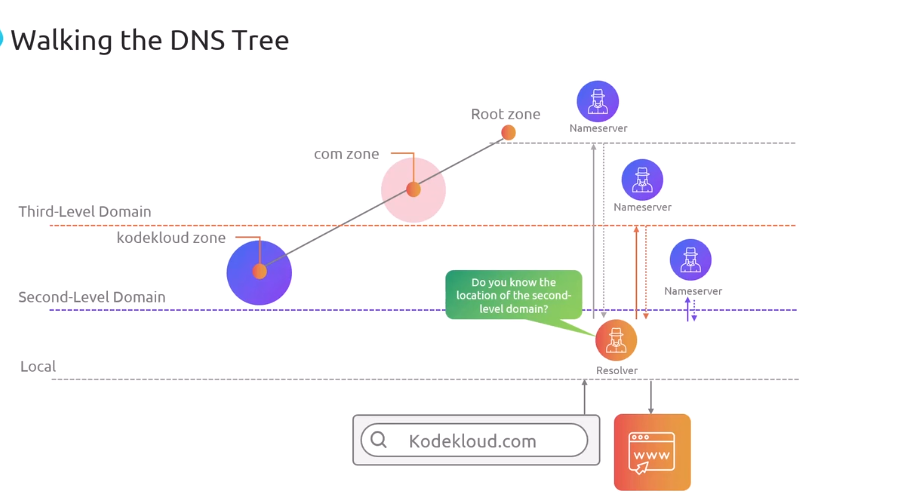 Walking the DNS Tree
Root zone
Nameserver
com zone
Nameserver
Third-Level Domain
kodekloud zone
Do you know the
location of the second-
level domain?
Nameserver
Second-Level Domain
Local
Resolver
Kodekloud.com
WWW